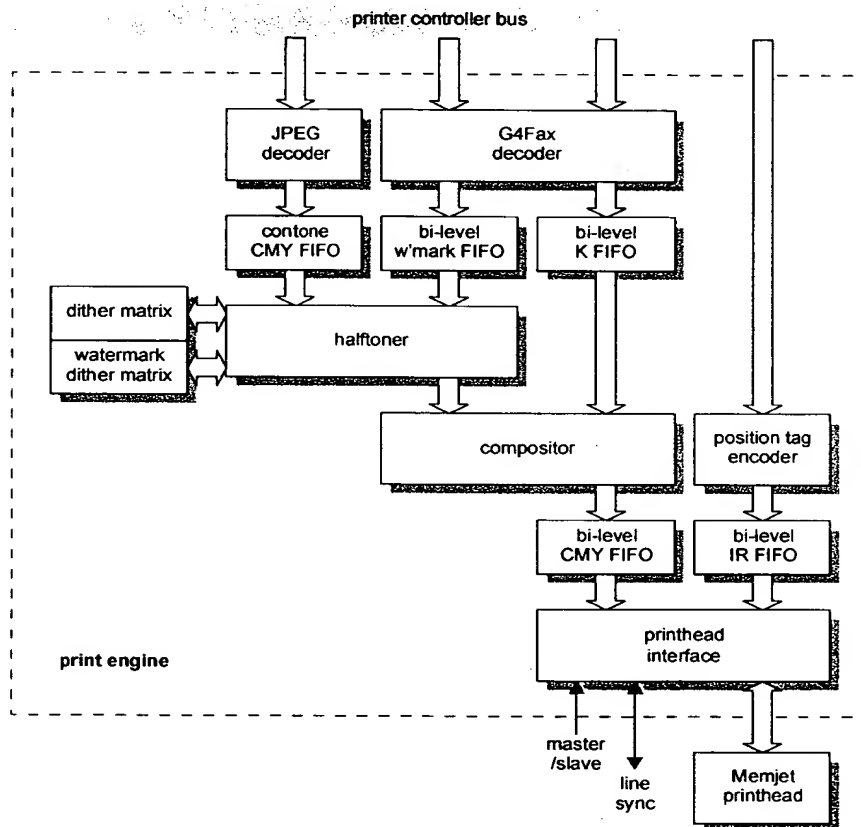 printer controller bus
JPEG
decoder
G4Fax
decoder
contone
CMY FIFO
bi-level
w'mark FIFO
bi-level
K FIFO
dither matrix
watermark
dither matrix
halftoner
compositor
position tag
encoder
bi-level
CMY FIFO
bi-level
IR FIFO
printhead
interface
print engine
master
/slave
line
sync
Memjet
printhead